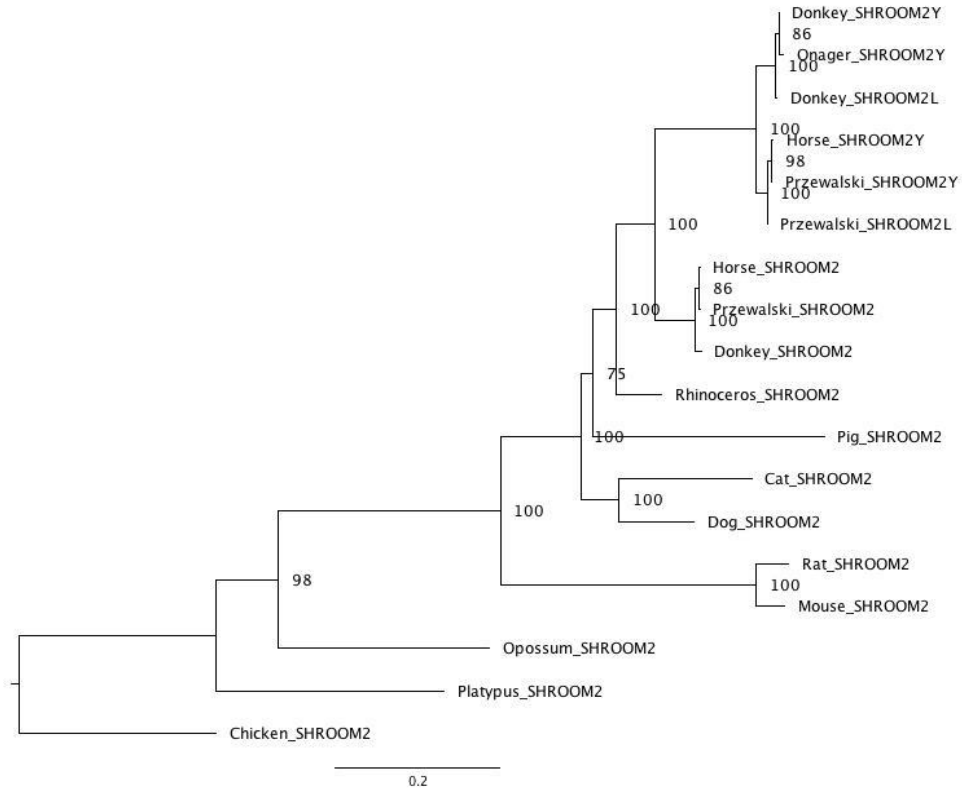 Donkey_SHROOM2Y
86
Onager_SHROOM2Y
100
Donkey_SHROOM2L
100
Horse_SHROOM2Y
98
Przewalski_SHROOM2Y
100
Przewalski_SHROOM2L
100
Horse_SHROOM2
86
Przewalski_SHROOM2
100
100
Donkey_SHROOM2
75
Rhinoceros_SHROOM2
100
Pig_SHROOM2
Cat_SHROOM2
100
Dog_SHROOM2
100
Rat_SHROOM2
98
100
Mouse_SHROOM2
Opossum_SHROOM2
Platypus_SHROOM2
Chicken_SHROOM2
0.2